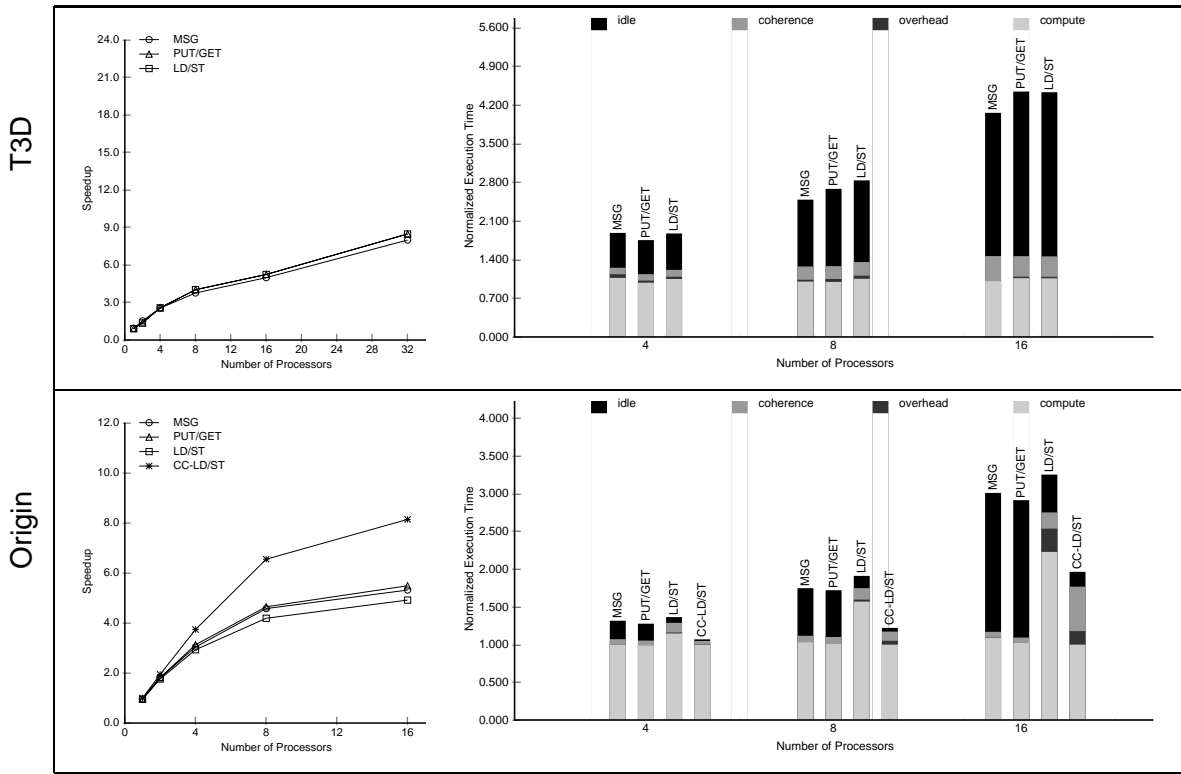 T3D
24.0
21.0
18.0
15.0
12.0
9.0
6.0
3.0
0.0
Speedup
MSG
PUT/GET
LD/ST
0 4 8 12 16 20 24 28 32
Number of Processors
idle coherence overhead compute
5.600
4.900
4.200
3.500
2.800
2.100
1.400
0.700
0.000
Normalized Execution Time
MSG PUT/GET LD/ST
MSG PUT/GET LD/ST
MSG PUT/GET LD/ST
4 8 16
Number of Processors
Origin
12.0
10.0
8.0
6.0
4.0
2.0
0.0
Speedup
MSG
PUT/GET
LD/ST
CC-LD/ST
0 4 8 12 16
Number of Processors
idle coherence overhead compute
4.000
3.500
3.000
2.500
2.000
1.500
1.000
0.500
0.000
Normalized Execution Time
MSG PUT/GET LD/ST CC-LD/ST
MSG PUT/GET LD/ST CC-LD/ST
MSG PUT/GET LD/ST CC-LD/ST
4 8 16
Number of Processors